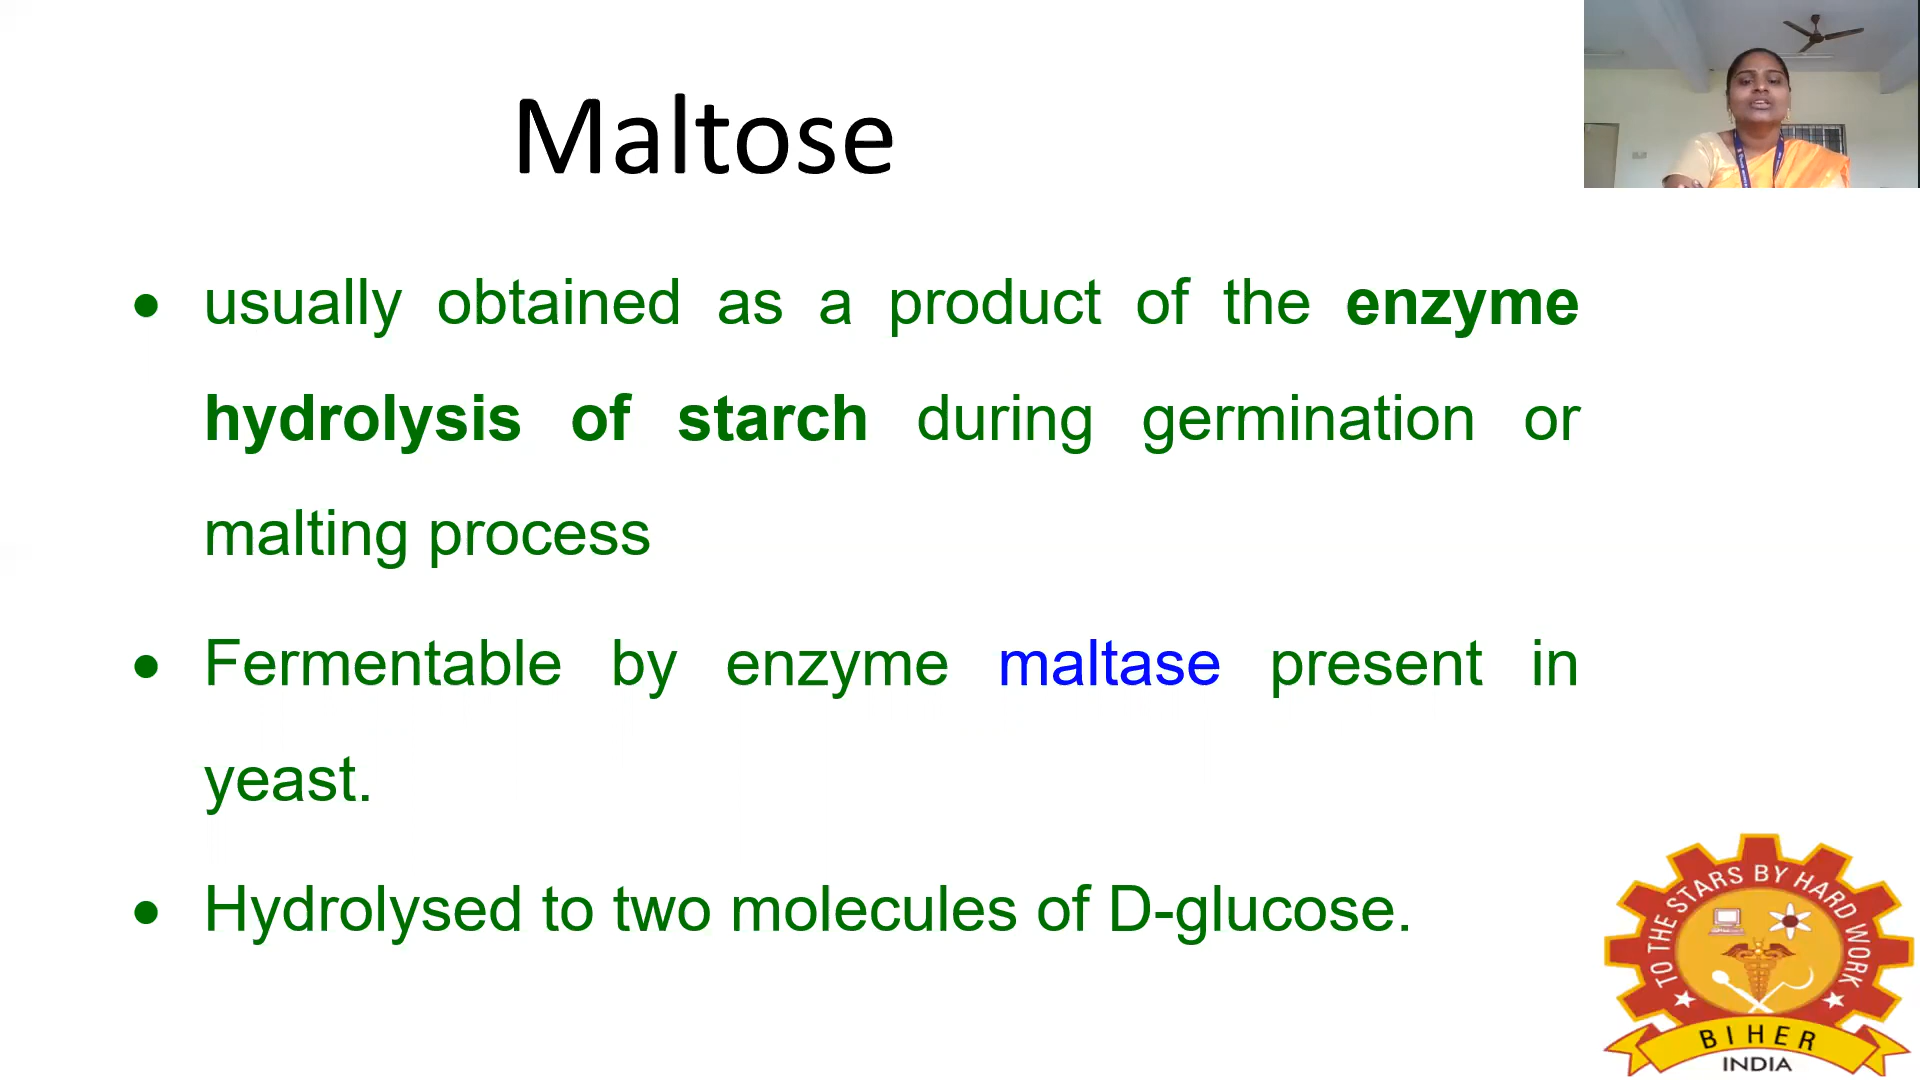 Maltose
● usually obtained as a product of the enzyme
hydrolysis of starch during germination or
malting process
● Fermentable by enzyme maltase present in
yeast.
● Hydrolysed to two molecules of D-glucose.
TO THE STARS BY HARD WORK
BIHER
INDIA